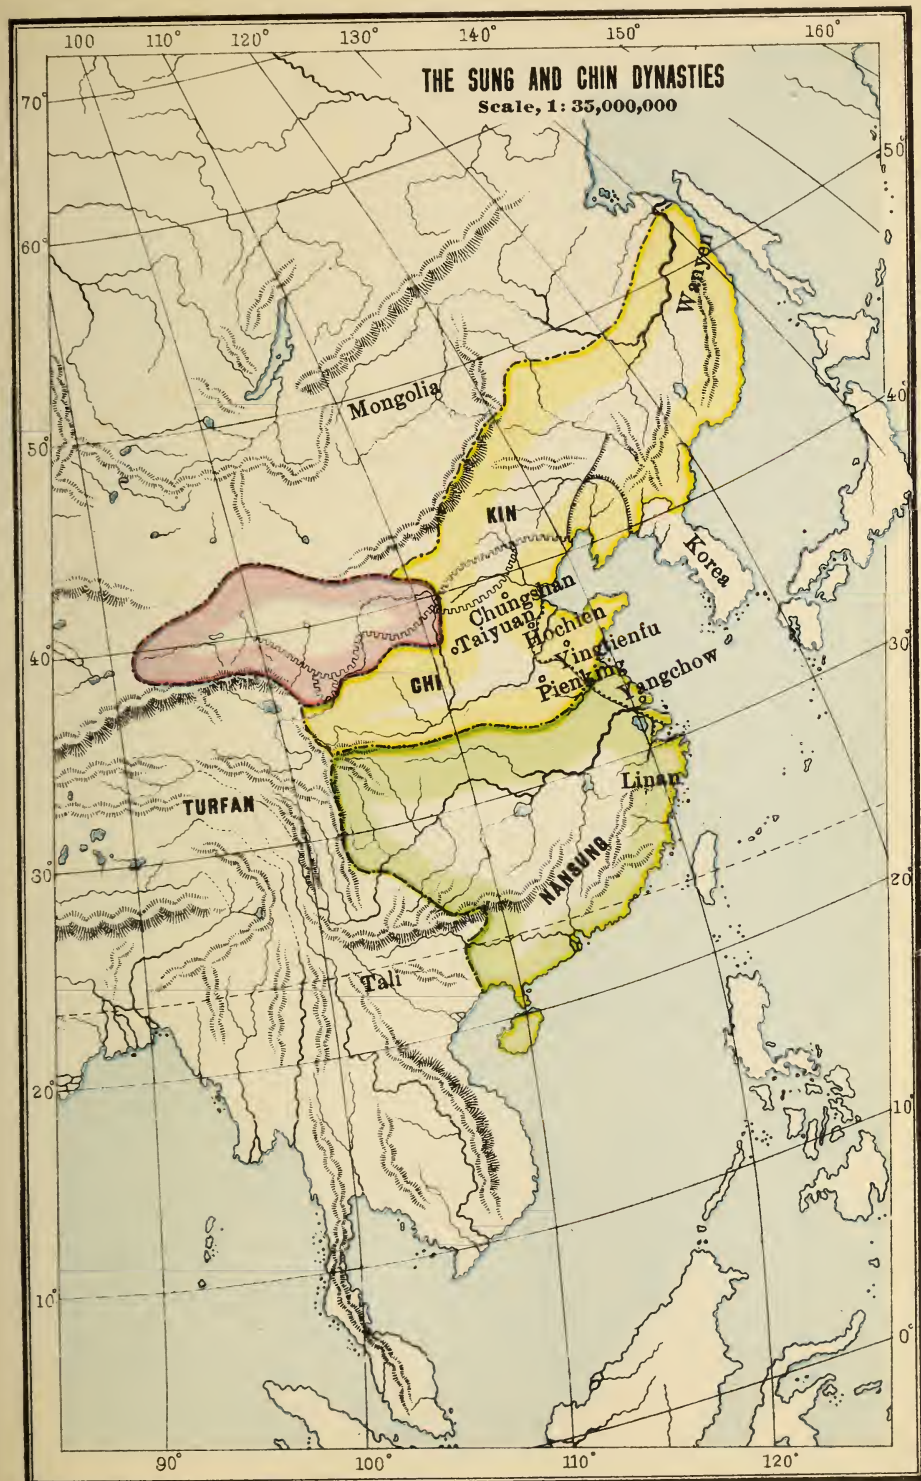 100 110° 120° 130° 140° 150° 160°
THE SUNG AND CHIN DYNASTIES
Scale, 1: 35,000,000
70°
50°
60°
Wanyen
Mongolia
40°
50°
KIN
Korea
Chungshan
Taiyuan
Hochien
Yingtienfu
30°
40°
CHI
Pienking
Yangchow
Linan
TURFAN
NANSUNG
30°
20°
Tali
20°
10°
10°
0°
90° 100° 110° 120°